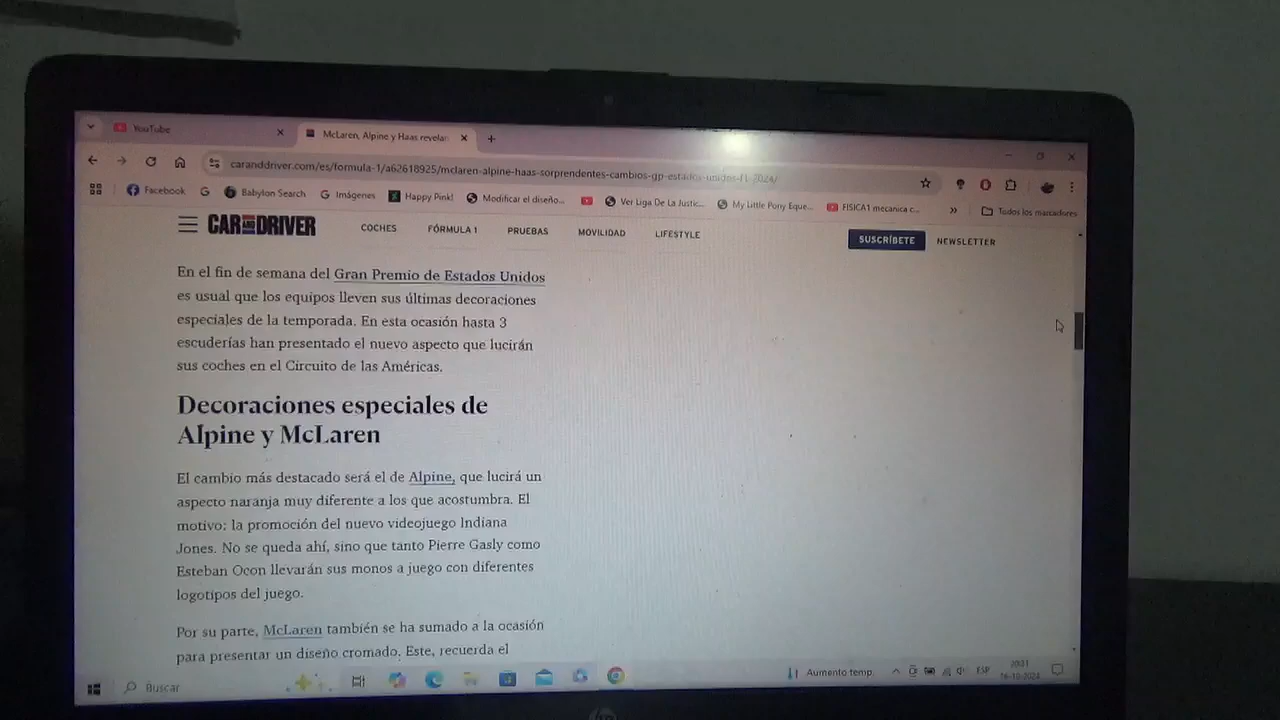 YouTube
McLaren, Alpine y Haas revelan
caranddriver.com/es/formula-1/a62618925/mclaren-alpine-haas-sorprendentes-cambios-gp-estados-unidos-f1-2024/
Facebook
Babylon Search
Imágenes
Happy Pink!
Modificar el diseño...
Ver Liga De La Justic...
My Little Pony Eque...
FISICA1 mecanica c...
Todos los marcadores
CAR AND DRIVER
COCHES
FÓRMULA 1
PRUEBAS
MOVILIDAD
LIFESTYLE
SUSCRÍBETE
NEWSLETTER
En el fin de semana del Gran Premio de Estados Unidos
es usual que los equipos lleven sus últimas decoraciones
especiales de la temporada. En esta ocasión hasta 3
escuderías han presentado el nuevo aspecto que lucirán
sus coches en el Circuito de las Américas.
Decoraciones especiales de
Alpine y McLaren
El cambio más destacado será el de Alpine, que lucirá un
aspecto naranja muy diferente a los que acostumbra. El
motivo: la promoción del nuevo videojuego Indiana
Jones. No se queda ahí, sino que tanto Pierre Gasly como
Esteban Ocon llevarán sus monos a juego con diferentes
logotipos del juego.
Por su parte, McLaren también se ha sumado a la ocasión
para presentar un diseño cromado. Este, recuerda el
Buscar
Aumento temp.
ESP
20:31
16-10-2024
hp